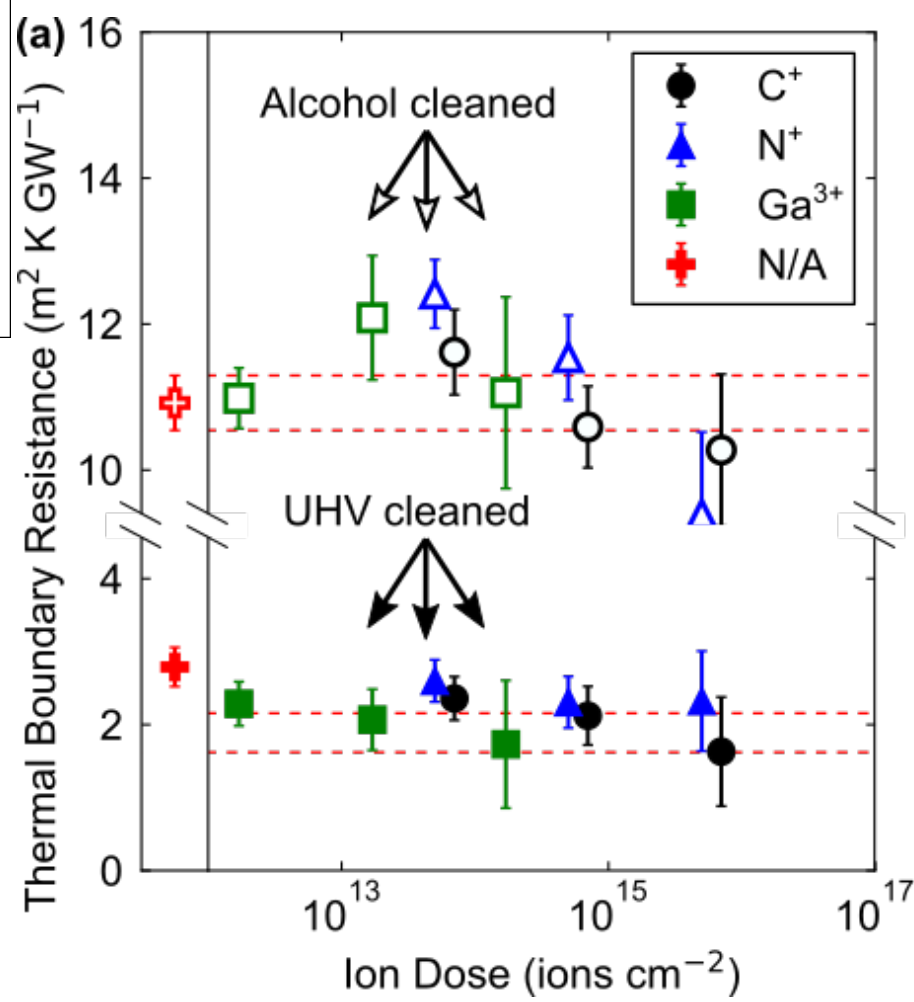 (a)
Thermal Boundary Resistance (m² K GW⁻¹)
16
14
12
10
4
2
0
Alcohol cleaned
UHV cleaned
C⁺
N⁺
Ga³⁺
N/A
10¹³
10¹⁵
10¹⁷
Ion Dose (ions cm⁻²)